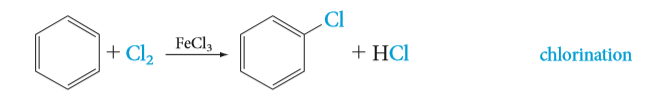 + Cl₂ FeCl₃ Cl + HCl chlorination